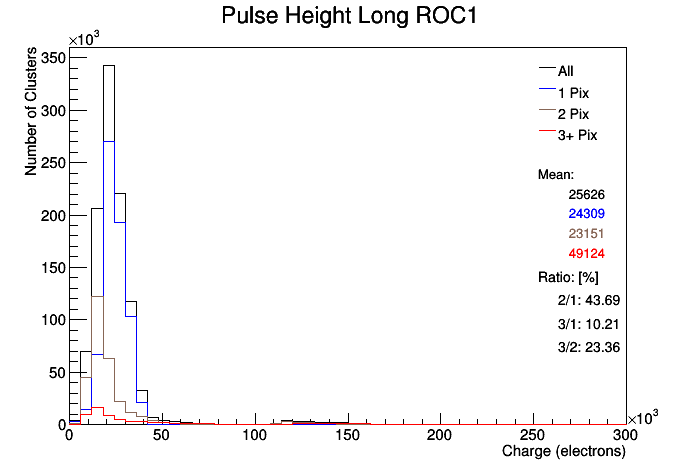 Pulse Height Long ROC1
×10³
Number of Clusters
350
300
250
200
150
100
50
0
All
1 Pix
2 Pix
3+ Pix
Mean:
25626
24309
23151
49124
Ratio: [%]
2/1: 43.69
3/1: 10.21
3/2: 23.36
0 50 100 150 200 250 300
×10³
Charge (electrons)